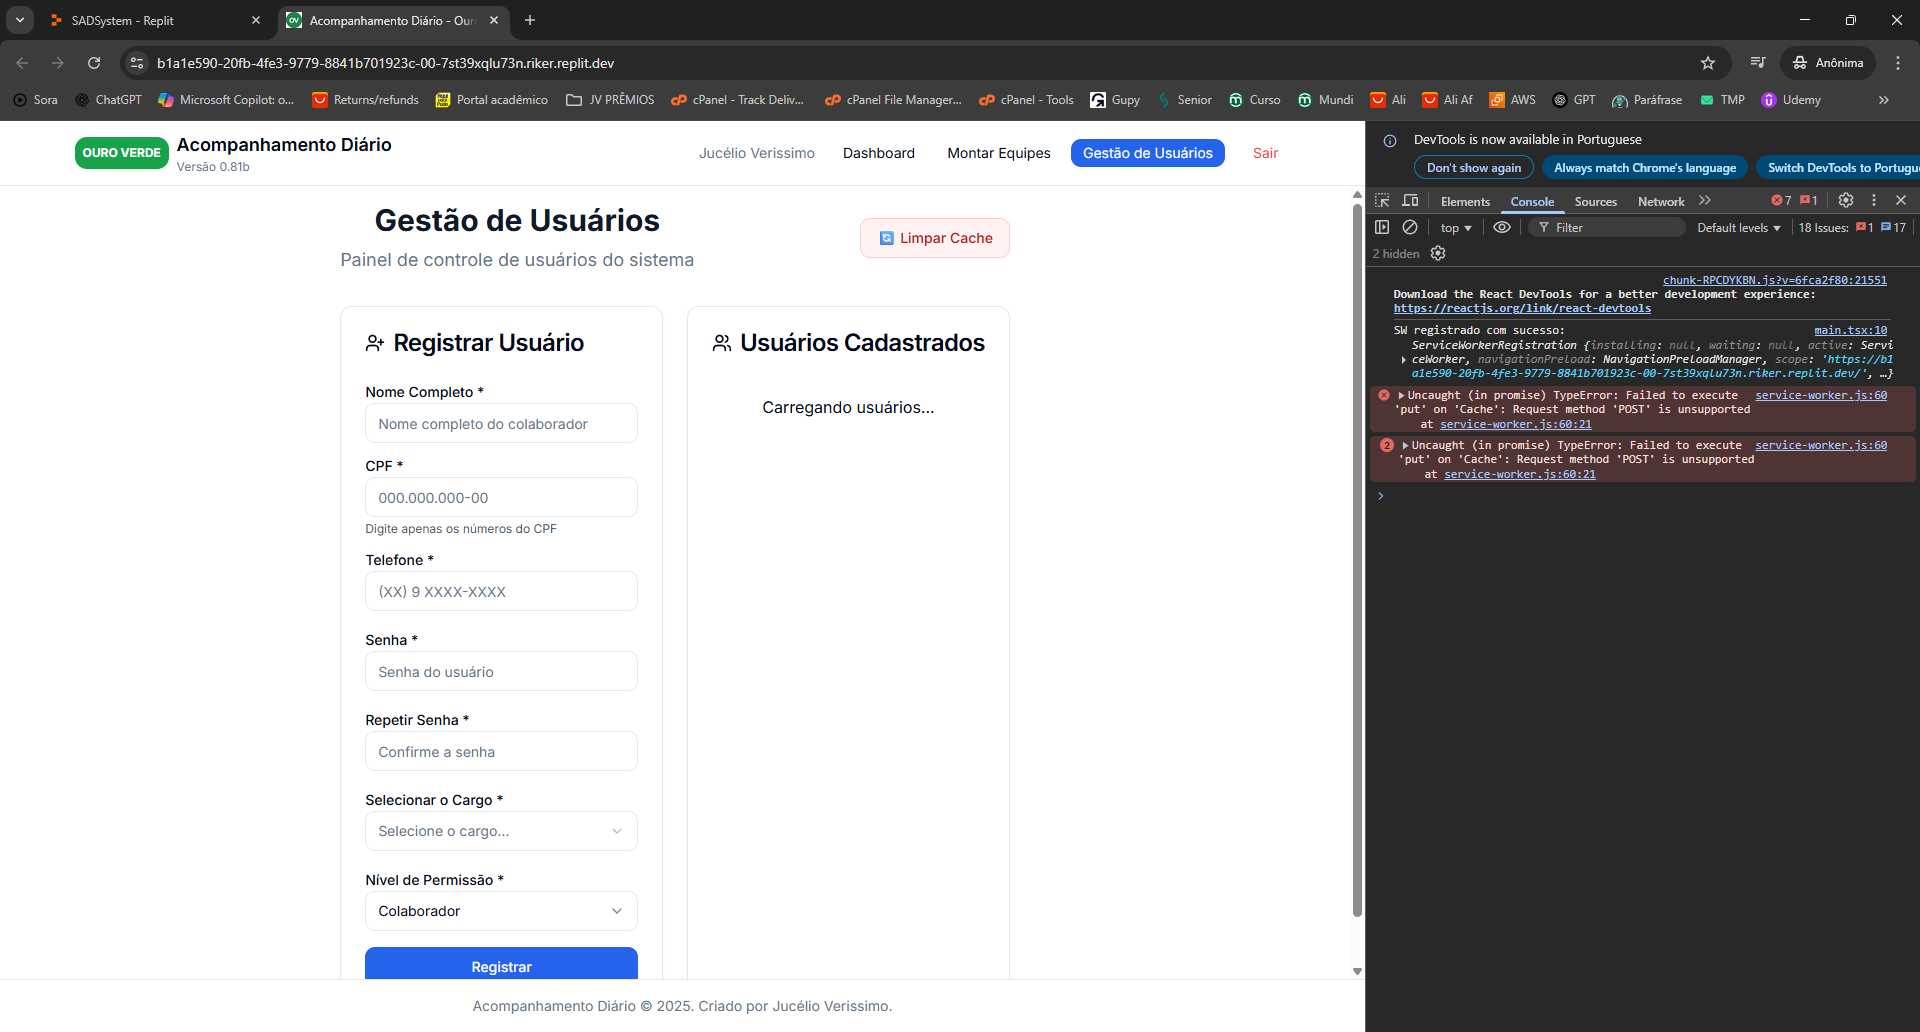 SADSystem - Replit
Acompanhamento Diário - Our
b1a1e590-20fb-4fe3-9779-8841b701923c-00-7st39xqlu73n.riker.replit.dev
Anônima
Sora
ChatGPT
Microsoft Copilot: o...
Returns/refunds
Portal acadêmico
JV PRÊMIOS
cPanel - Track Deliv...
cPanel File Manager...
cPanel - Tools
Gupy
Senior
Curso
Mundi
Ali
Ali Af
AWS
GPT
Paráfrase
TMP
Udemy
OURO VERDE
Acompanhamento Diário
Versão 0.81b
Jucélio Verissimo
Dashboard
Montar Equipes
Gestão de Usuários
Sair
Gestão de Usuários
Painel de controle de usuários do sistema
Limpar Cache
Registrar Usuário
Nome Completo *
Nome completo do colaborador
CPF *
000.000.000-00
Digite apenas os números do CPF
Telefone *
(XX) 9 XXXX-XXXX
Senha *
Senha do usuário
Repetir Senha *
Confirme a senha
Selecionar o Cargo *
Selecione o cargo...
Nível de Permissão *
Colaborador
Registrar
Usuários Cadastrados
Carregando usuários...
Acompanhamento Diário © 2025. Criado por Jucélio Verissimo.
DevTools is now available in Portuguese
Don't show again
Always match Chrome's language
Switch DevTools to Portugu
Elements
Console
Sources
Network
7
1
top
Filter
Default levels
18 Issues:
1
17
2 hidden
chunk-RPCDYKBN.js?v=6fca2f80:21551
Download the React DevTools for a better development experience:
https://reactjs.org/link/react-devtools
SW registrado com sucesso: main.tsx:10
ServiceWorkerRegistration {installing: null, waiting: null, active: Servi
ceWorker, navigationPreload: NavigationPreloadManager, scope: 'https://b1
a1e590-20fb-4fe3-9779-8841b701923c-00-7st39xqlu73n.riker.replit.dev/', …}
Uncaught (in promise) TypeError: Failed to execute service-worker.js:60
'put' on 'Cache': Request method 'POST' is unsupported
at service-worker.js:60:21
2 Uncaught (in promise) TypeError: Failed to execute service-worker.js:60
'put' on 'Cache': Request method 'POST' is unsupported
at service-worker.js:60:21